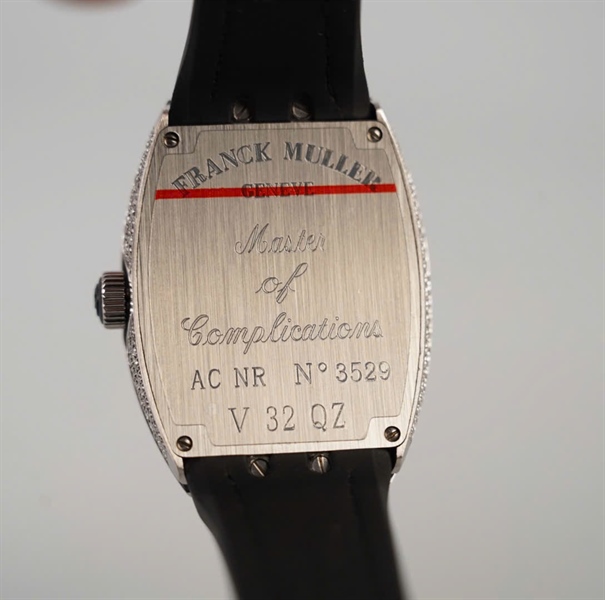 FRANCK MULLER
GENEVE
Master
of
Complications
AC NR N° 3529
V 32 QZ